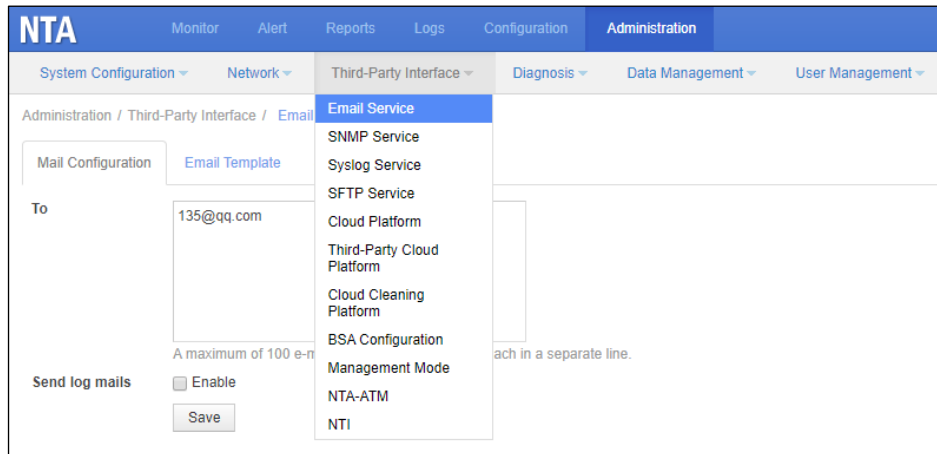 NTA Monitor Alert Reports Logs Configuration Administration
System Configuration Network Third-Party Interface Diagnosis Data Management User Management
Administration / Third-Party Interface / Email
Email Service
SNMP Service
Mail Configuration Email Template
Syslog Service
SFTP Service
To
135@qq.com
Cloud Platform
Third-Party Cloud
Platform
Cloud Cleaning
Platform
BSA Configuration
A maximum of 100 e-m ach in a separate line.
Management Mode
Send log mails Enable
NTA-ATM
Save
NTI